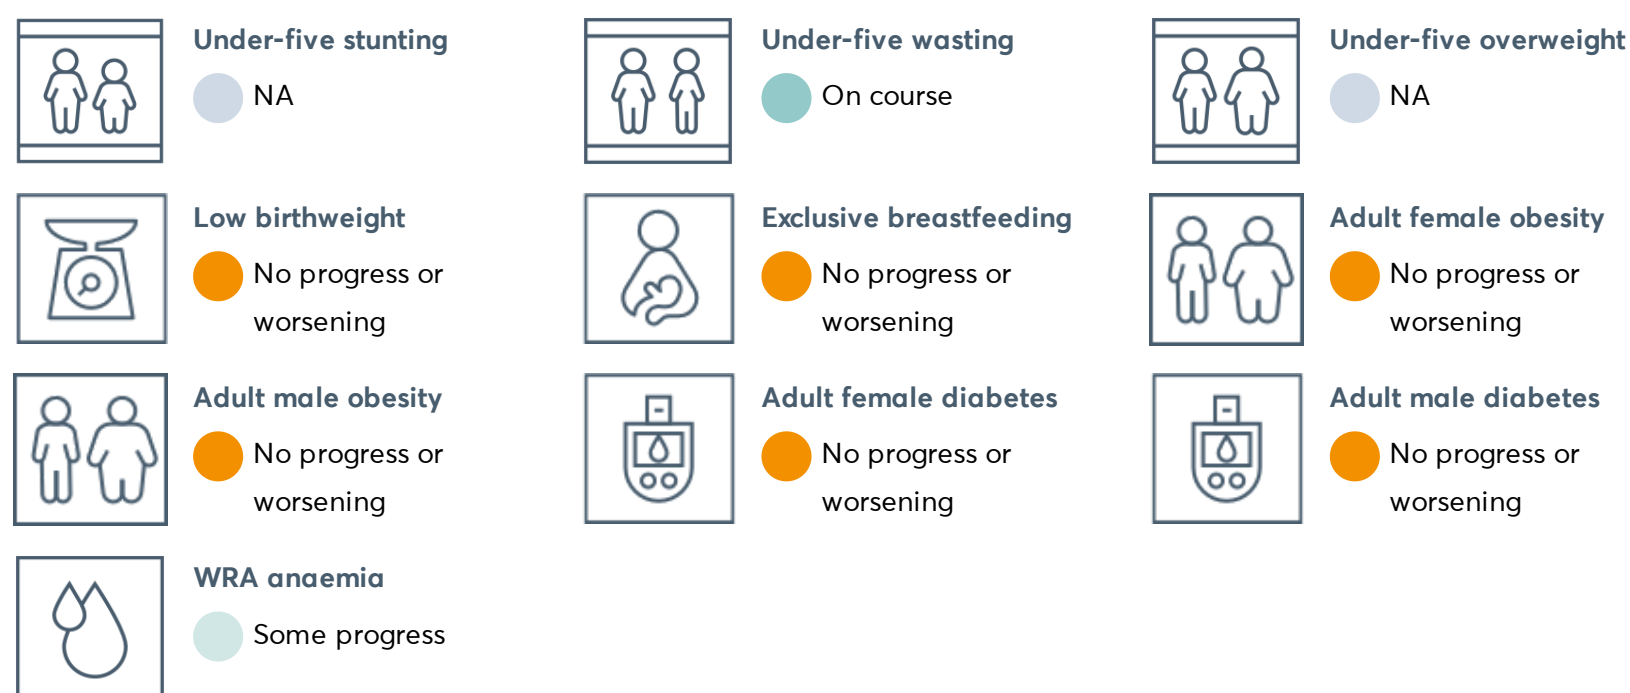 Under-five stunting
NA
Under-five wasting
On course
Under-five overweight
NA
Low birthweight
No progress or
worsening
Exclusive breastfeeding
No progress or
worsening
Adult female obesity
No progress or
worsening
Adult male obesity
No progress or
worsening
Adult female diabetes
No progress or
worsening
Adult male diabetes
No progress or
worsening
WRA anaemia
Some progress